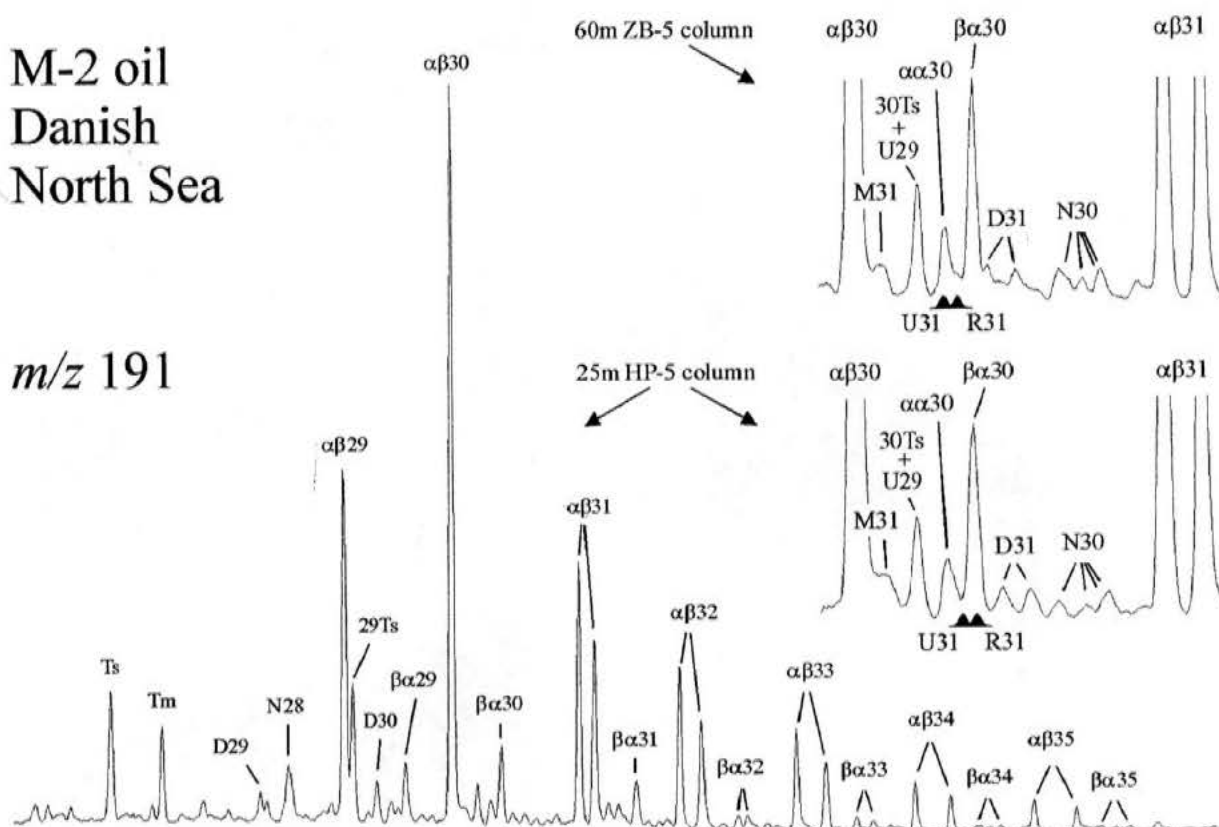 M-2 oil
Danish
North Sea
m/z 191
αβ30
αβ29
29Ts
Ts
Tm
D29
N28
D30
βα29
βα30
αβ31
βα31
αβ32
βα32
αβ33
βα33
αβ34
βα34
αβ35
βα35
60m ZB-5 column
αβ30
βα30
αβ31
αα30
30Ts
+
U29
M31
D31
N30
U31 R31
25m HP-5 column
αβ30
βα30
αβ31
αα30
30Ts
+
U29
M31
D31
N30
U31 R31